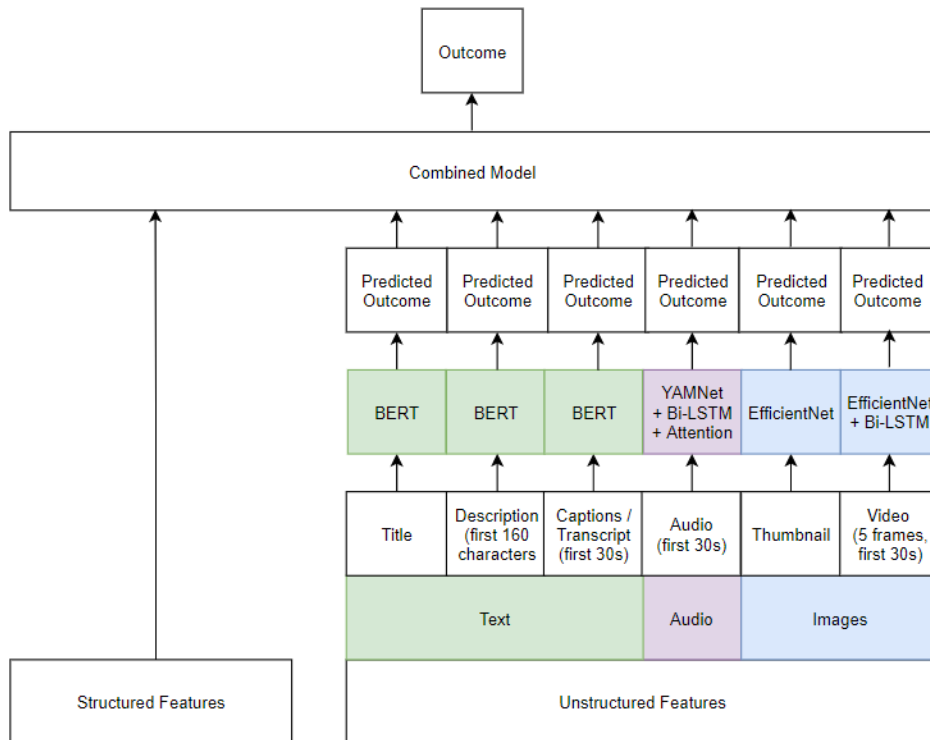 Outcome
Combined Model
Predicted
Outcome
Predicted
Outcome
Predicted
Outcome
Predicted
Outcome
Predicted
Outcome
Predicted
Outcome
BERT
BERT
BERT
YAMNet
+ Bi-LSTM
+ Attention
EfficientNet
EfficientNet
+ Bi-LSTM
Title
Description
(first 160
characters
Captions /
Transcript
(first 30s)
Audio
(first 30s)
Thumbnail
Video
(5 frames,
first 30s)
Text
Audio
Images
Structured Features
Unstructured Features